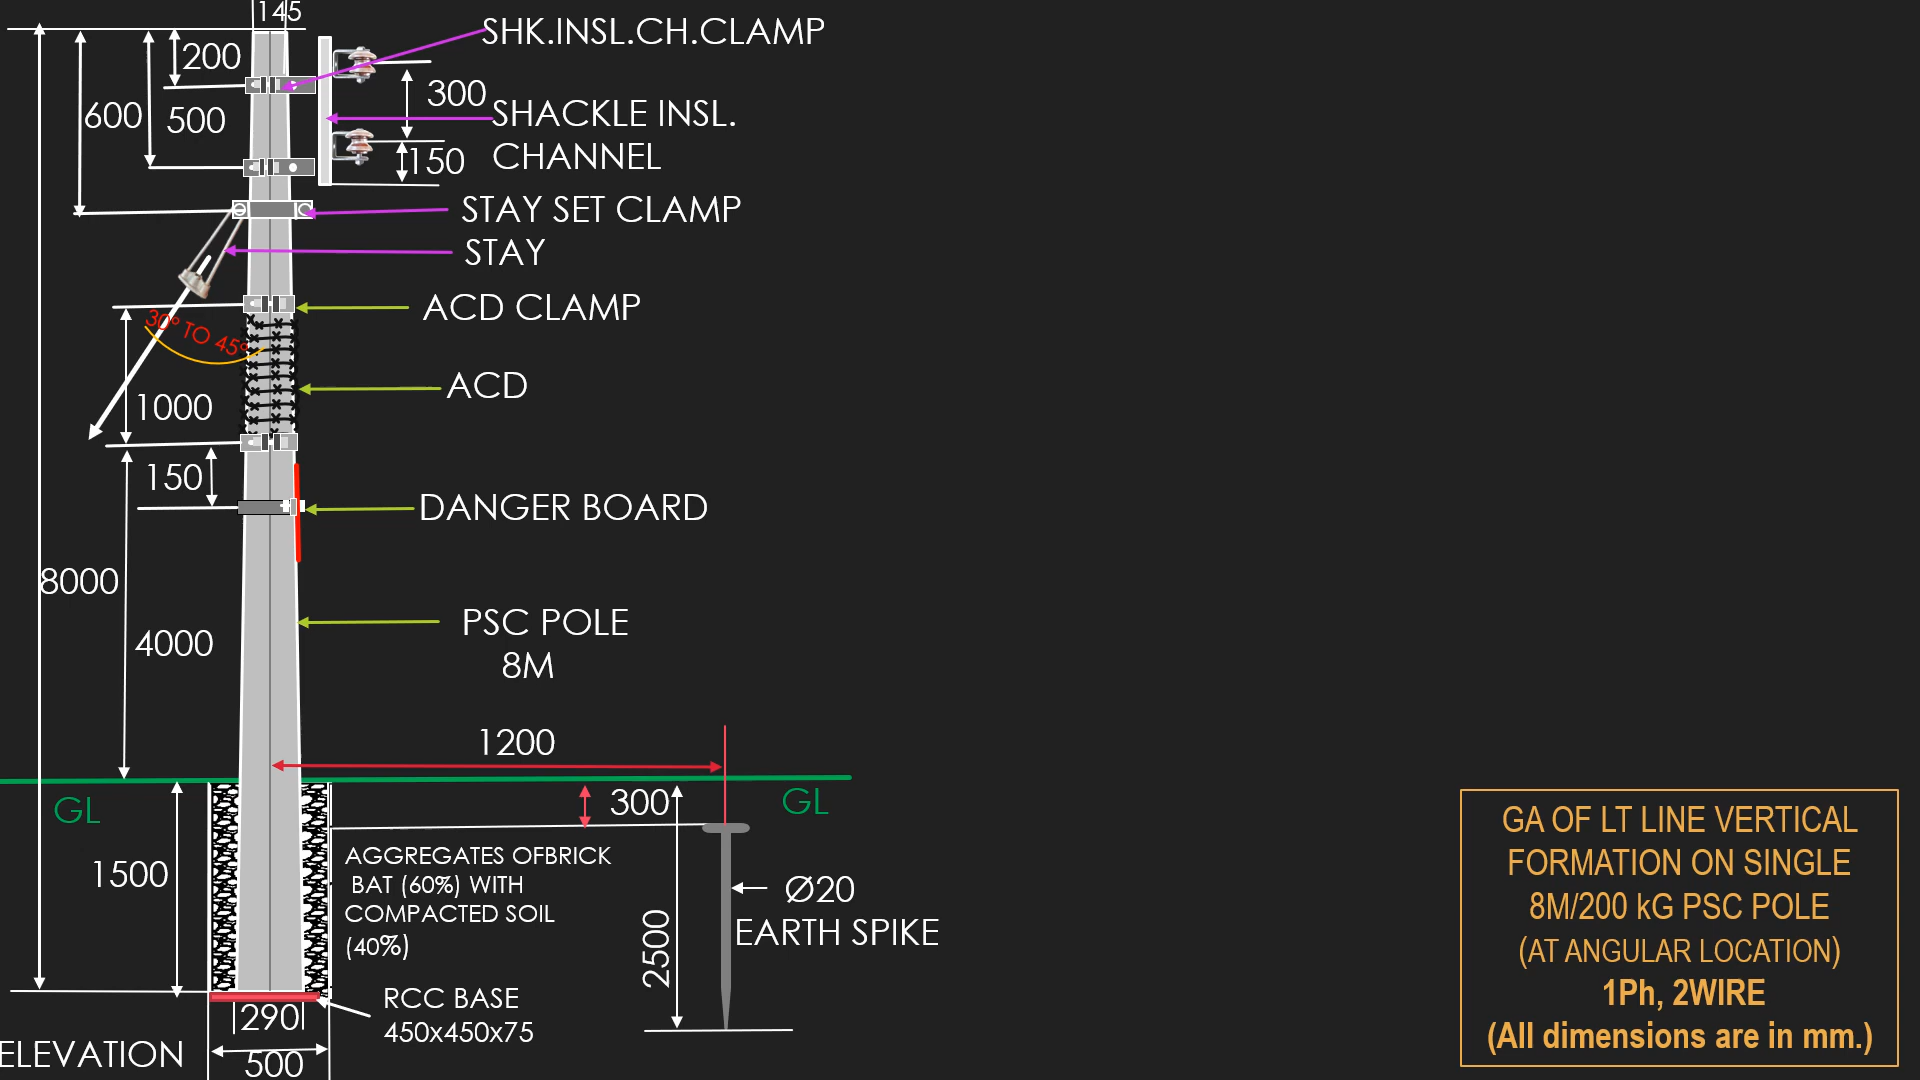 145
SHK.INSL.CH.CLAMP
200
300
600
500
SHACKLE INSL.
CHANNEL
150
STAY SET CLAMP
STAY
ACD CLAMP
30° TO 45°
ACD
1000
150
DANGER BOARD
8000
4000
PSC POLE
8M
1200
GL
300
GL
1500
AGGREGATES OFBRICK
BAT (60%) WITH
COMPACTED SOIL
(40%)
2500
Ø20
EARTH SPIKE
RCC BASE
450x450x75
290
500
ELEVATION
GA OF LT LINE VERTICAL
FORMATION ON SINGLE
8M/200 kG PSC POLE
(AT ANGULAR LOCATION)
1Ph, 2WIRE
(All dimensions are in mm.)